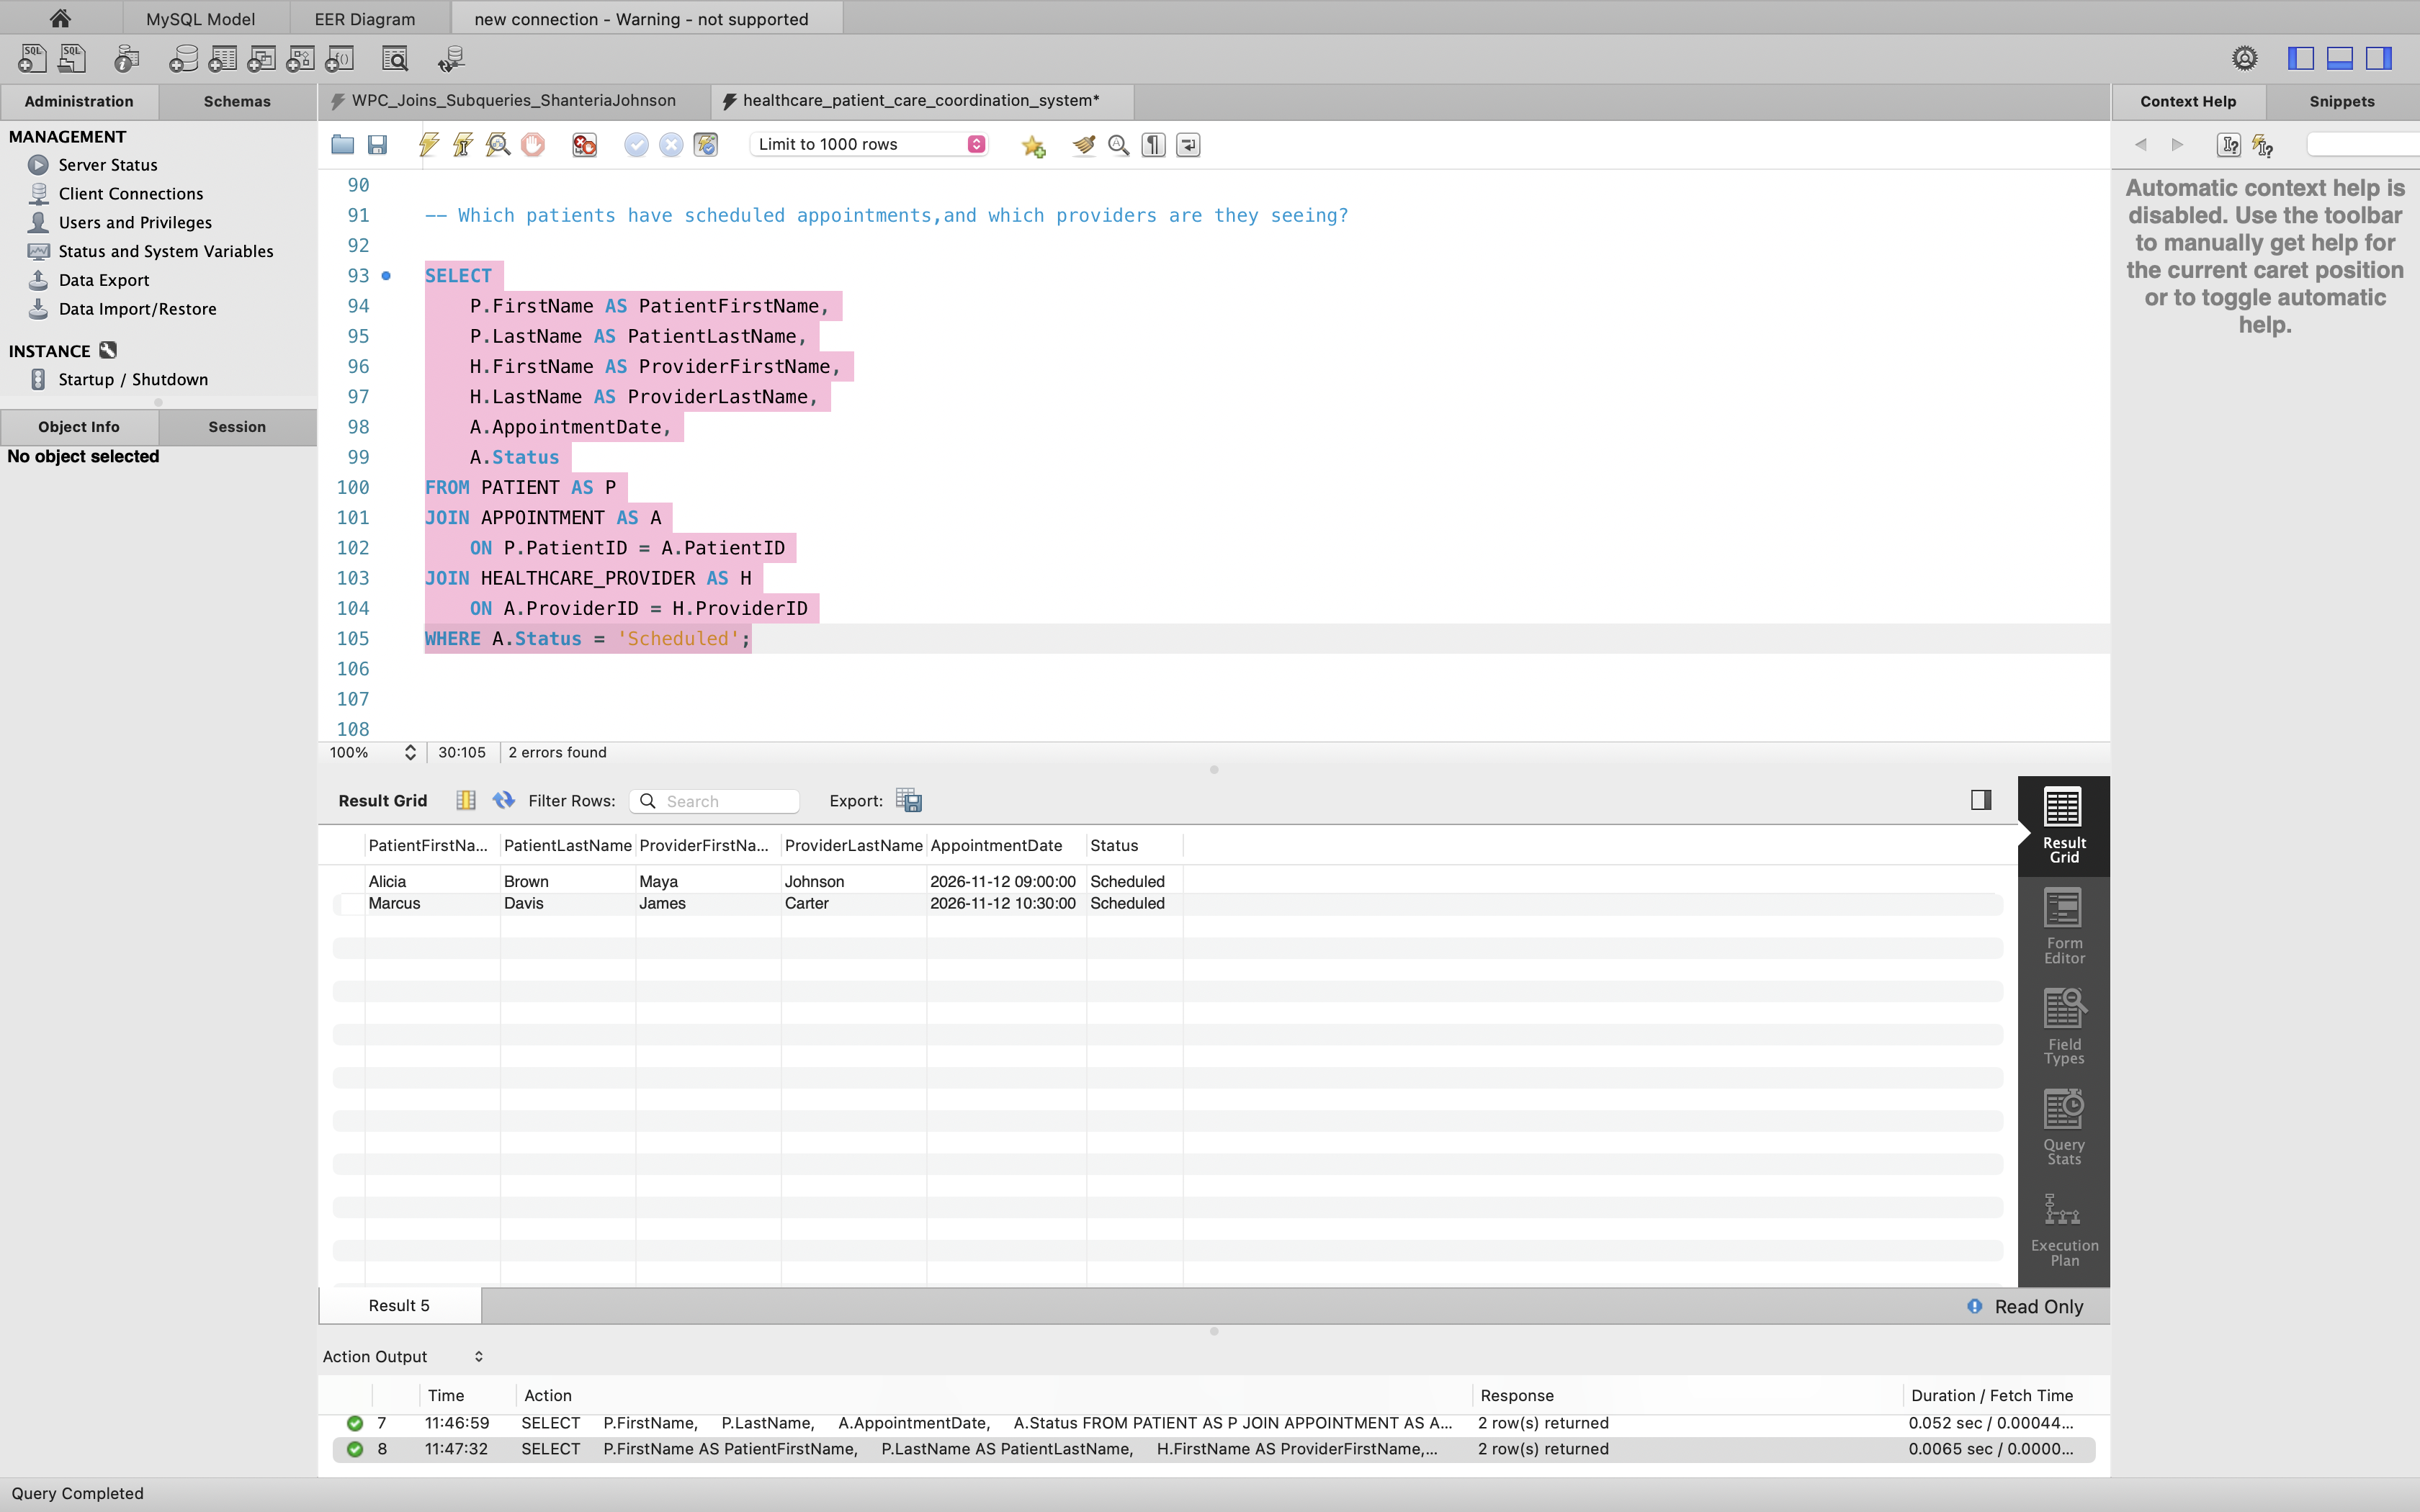 MySQL Model EER Diagram new connection - Warning - not supported
SQL SQL
Administration Schemas
WPC_Joins_Subqueries_ShanteriaJohnson healthcare_patient_care_coordination_system*
Context Help Snippets
MANAGEMENT
Server Status
Client Connections
Users and Privileges
Status and System Variables
Data Export
Data Import/Restore
INSTANCE
Startup / Shutdown
Object Info Session
No object selected
Limit to 1000 rows
90
91 -- Which patients have scheduled appointments,and which providers are they seeing?
92
93 SELECT
94 P.FirstName AS PatientFirstName,
95 P.LastName AS PatientLastName,
96 H.FirstName AS ProviderFirstName,
97 H.LastName AS ProviderLastName,
98 A.AppointmentDate,
99 A.Status
100 FROM PATIENT AS P
101 JOIN APPOINTMENT AS A
102 ON P.PatientID = A.PatientID
103 JOIN HEALTHCARE_PROVIDER AS H
104 ON A.ProviderID = H.ProviderID
105 WHERE A.Status = 'Scheduled';
106
107
108
100% 30:105 2 errors found
Automatic context help is
disabled. Use the toolbar
to manually get help for
the current caret position
or to toggle automatic
help.
Result Grid Filter Rows: Search Export:
PatientFirstNa... PatientLastName ProviderFirstNa... ProviderLastName AppointmentDate Status
Alicia Brown Maya Johnson 2026-11-12 09:00:00 Scheduled
Marcus Davis James Carter 2026-11-12 10:30:00 Scheduled
Result
Grid
Form
Editor
Field
Types
Query
Stats
Execution
Plan
Result 5 Read Only
Action Output
Time Action Response Duration / Fetch Time
7 11:46:59 SELECT P.FirstName, P.LastName, A.AppointmentDate, A.Status FROM PATIENT AS P JOIN APPOINTMENT AS A... 2 row(s) returned 0.052 sec / 0.00044...
8 11:47:32 SELECT P.FirstName AS PatientFirstName, P.LastName AS PatientLastName, H.FirstName AS ProviderFirstName,... 2 row(s) returned 0.0065 sec / 0.0000...
Query Completed